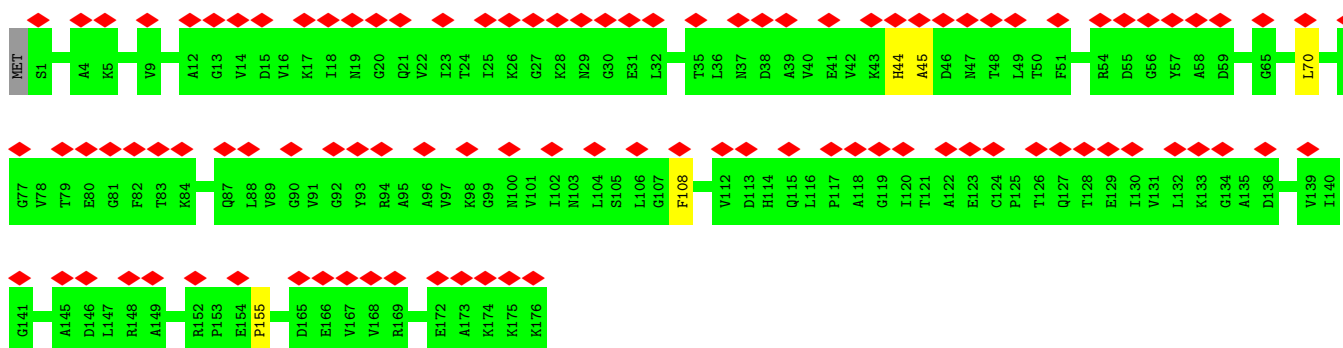 MET S1 A4 K5 V9 A12 G13 V14 D15 V16 K17 I18 N19 G20 Q21 V22 I23 T24 I25 K26 G27 K28 N29 G30 E31 L32 T35 L36 N37 D38 A39 V40 E41 V42 K43 H44 A45 D46 N47 T48 L49 T50 F51 R54 D55 G56 Y57 A58 D59 G65 L70
G77 V78 T79 E80 G81 F82 T83 K84 Q87 L88 V89 G90 V91 G92 Y93 R94 A95 A96 V97 K98 G99 N100 V101 I102 N103 L104 S105 L106 G107 F108 V112 D113 H114 Q115 L116 P117 A118 G119 I120 T121 A122 E123 C124 P125 T126 Q127 T128 E129 I130 V131 L132 K133 G134 A135 D136 V139 I140
G141 A145 D146 L147 R148 A149 R152 P153 E154 P155 D165 E166 V167 V168 R169 E172 A173 K174 K175 K176